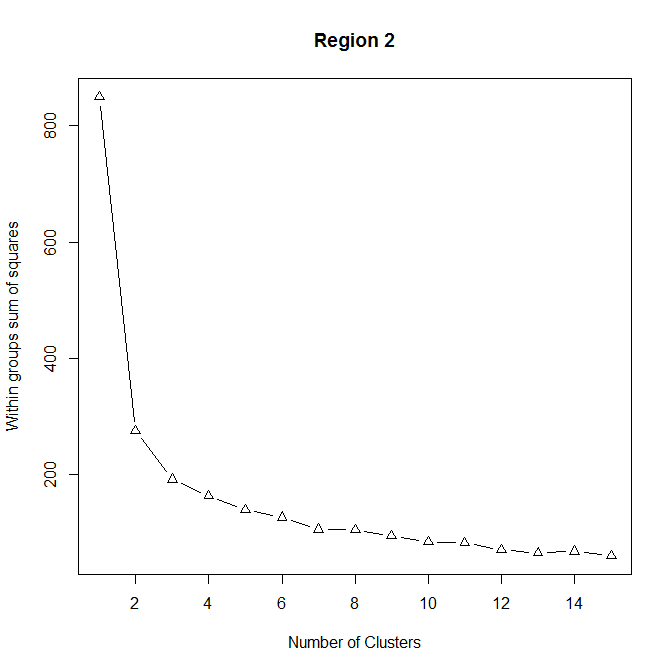 Region 2
Within groups sum of squares
800
600
400
200
2 4 6 8 10 12 14
Number of Clusters